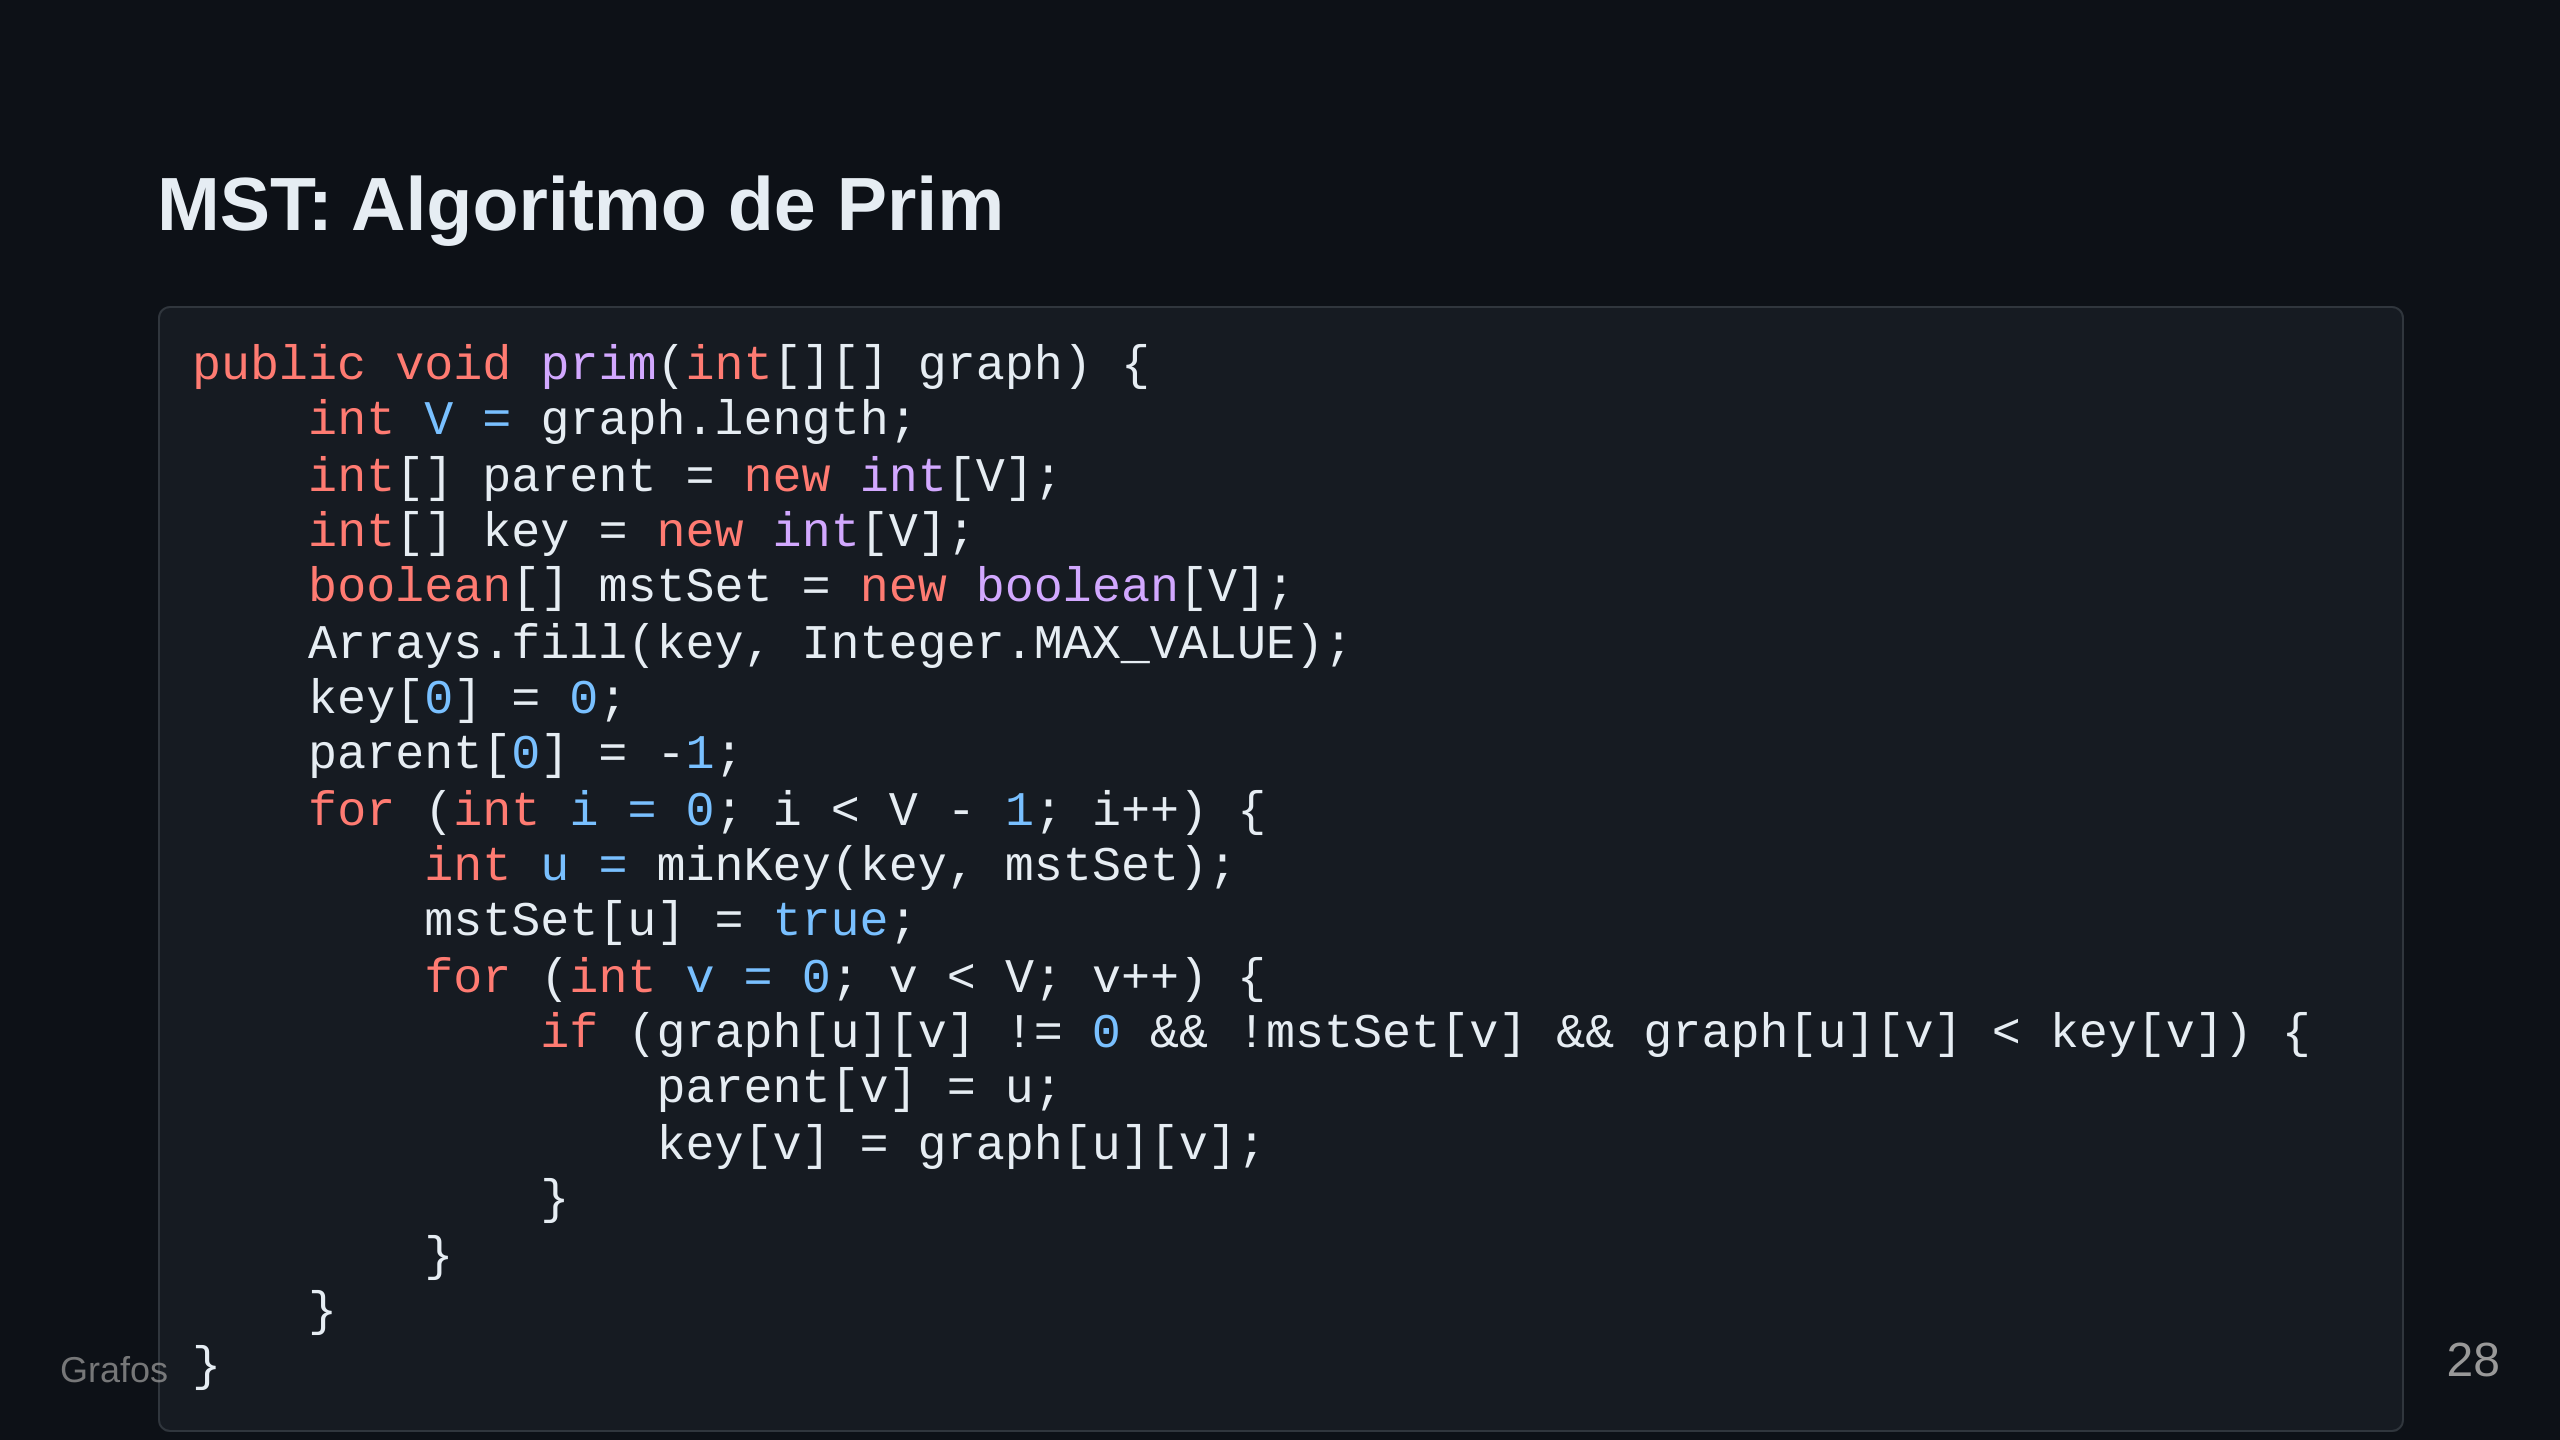 MST: Algoritmo de Prim
public void prim(int[][] graph) {
    int V = graph.length;
    int[] parent = new int[V];
    int[] key = new int[V];
    boolean[] mstSet = new boolean[V];
    Arrays.fill(key, Integer.MAX_VALUE);
    key[0] = 0;
    parent[0] = -1;
    for (int i = 0; i < V - 1; i++) {
        int u = minKey(key, mstSet);
        mstSet[u] = true;
        for (int v = 0; v < V; v++) {
            if (graph[u][v] != 0 && !mstSet[v] && graph[u][v] < key[v]) {
                parent[v] = u;
                key[v] = graph[u][v];
            }
        }
    }
}
Grafos
28